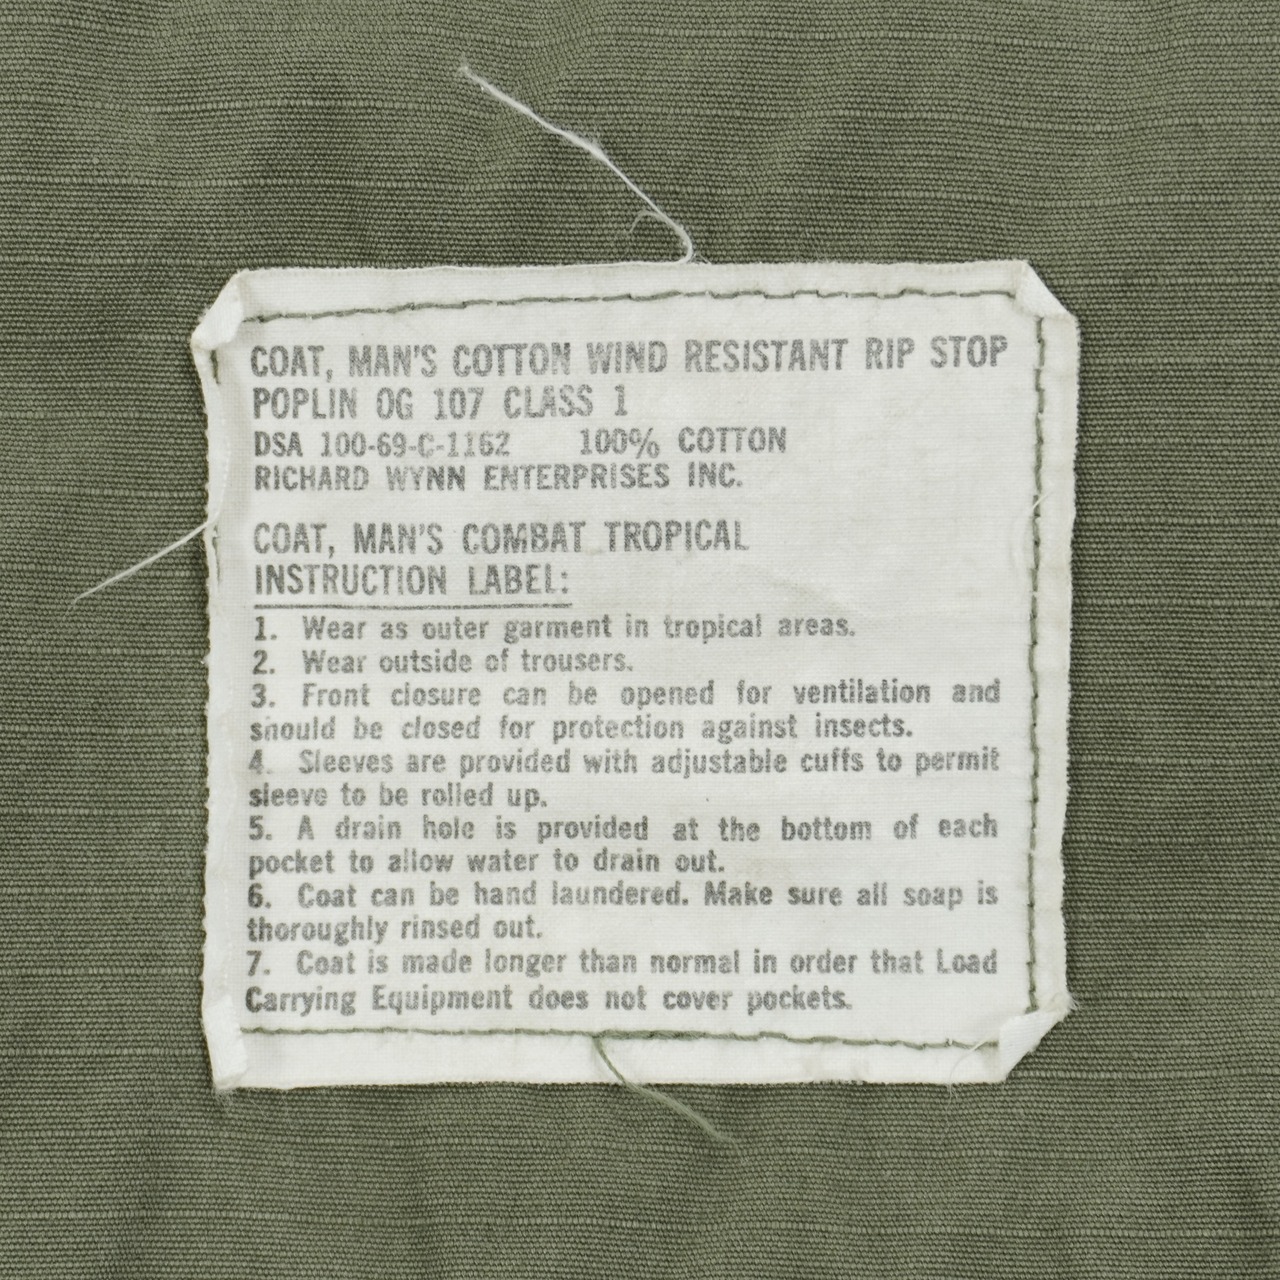 COAT, MAN'S COTTON WIND RESISTANT RIP STOP
POPLIN OG 107 CLASS 1
DSA 100-69-C-1162 100% COTTON
RICHARD WYNN ENTERPRISES INC.
COAT, MAN'S COMBAT TROPICAL
INSTRUCTION LABEL:
1. Wear as outer garment in tropical areas.
2. Wear outside of trousers.
3. Front closure can be opened for ventilation and
should be closed for protection against insects.
4. Sleeves are provided with adjustable cuffs to permit
sleeve to be rolled up.
5. A drain hole is provided at the bottom of each
pocket to allow water to drain out.
6. Coat can be hand laundered. Make sure all soap is
thoroughly rinsed out.
7. Coat is made longer than normal in order that Load
Carrying Equipment does not cover pockets.